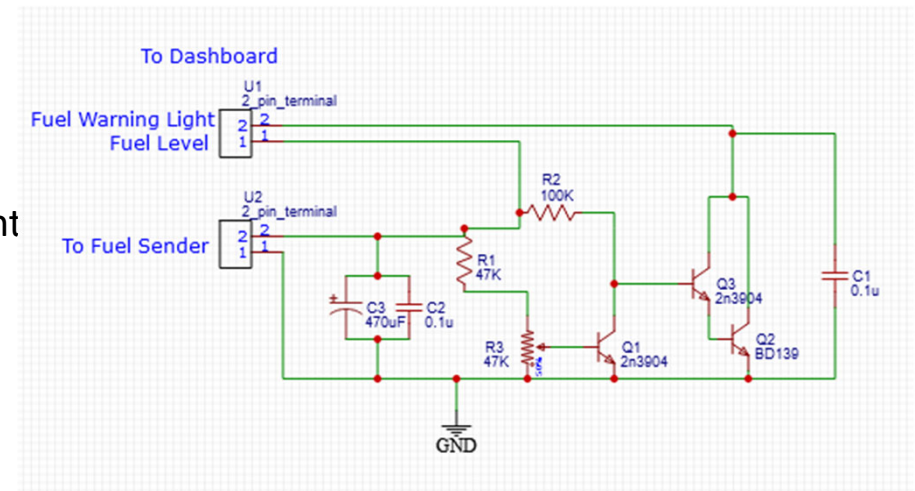 To Dashboard
U1
2_pin_terminal
Fuel Warning Light
2 2
Fuel Level
1 1
R2
100K
nt
U2
2_pin_terminal
To Fuel Sender
2 2
1 1
R1
47K
C3
470uF
C2
0.1u
R3
47K
50%
Q1
2n3904
Q3
2n3904
Q2
BD139
C1
0.1u
GND